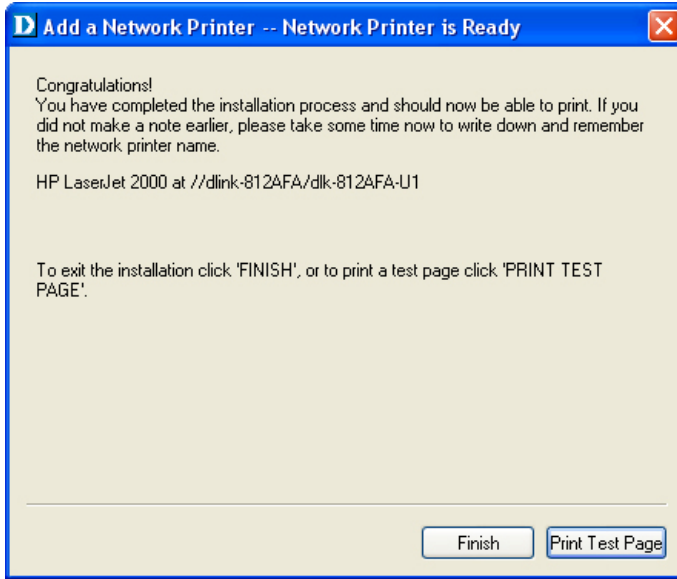 D Add a Network Printer -- Network Printer is Ready
Congratulations!
You have completed the installation process and should now be able to print. If you
did not make a note earlier, please take some time now to write down and remember
the network printer name.
HP LaserJet 2000 at //dlink-812AFA/dlk-812AFA-U1
To exit the installation click 'FINISH', or to print a test page click 'PRINT TEST
PAGE'.
Finish
Print Test Page